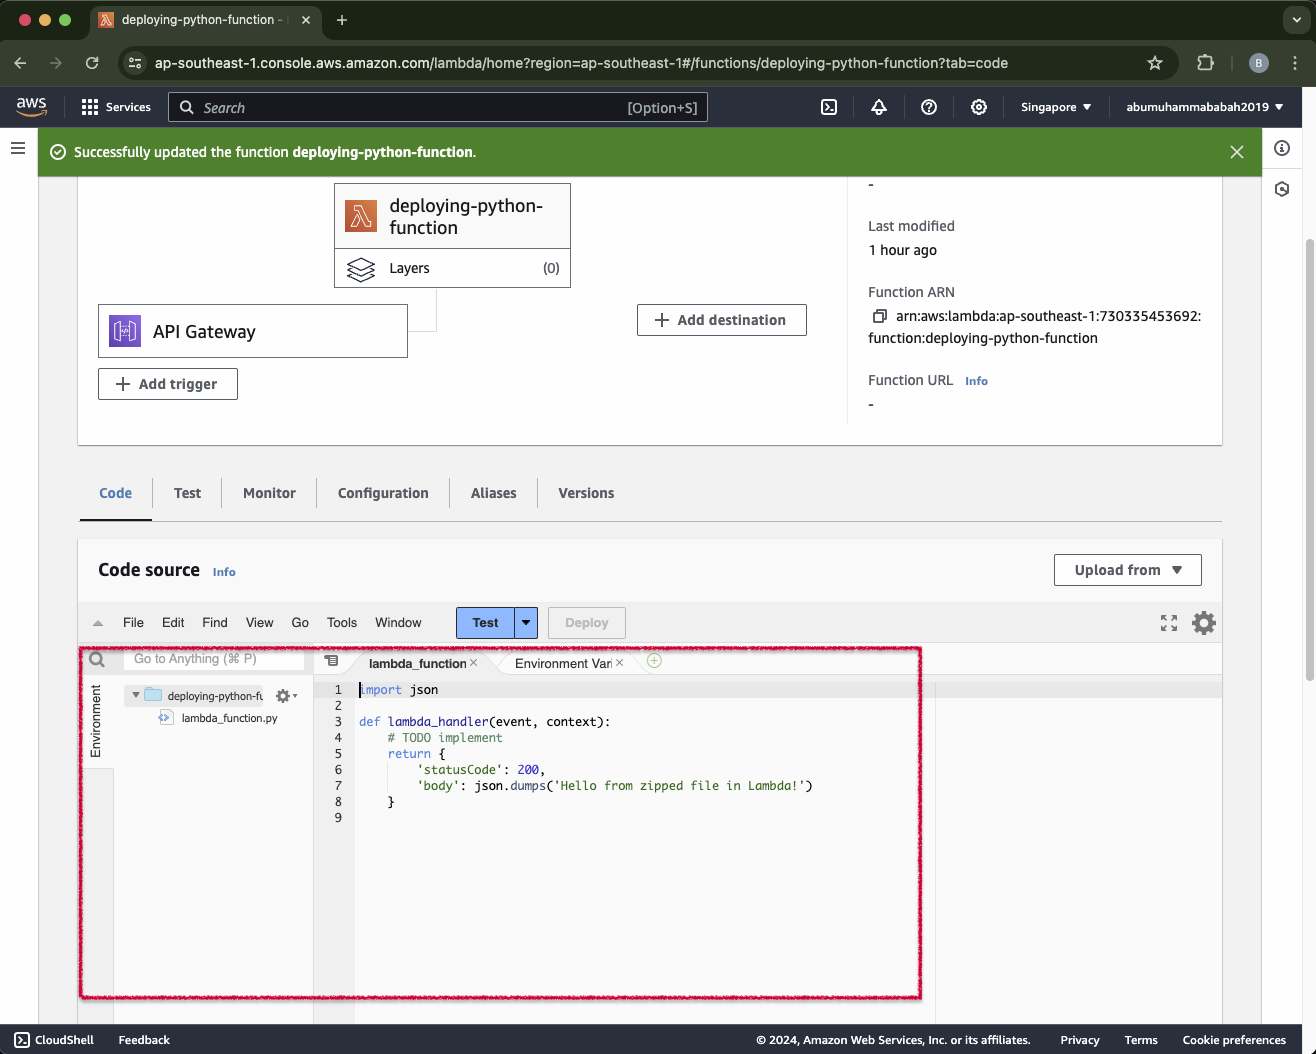 deploying-python-function -
ap-southeast-1.console.aws.amazon.com/lambda/home?region=ap-southeast-1#/functions/deploying-python-function?tab=code
B
aws
Services
Search
[Option+S]
Singapore
abumuhammababah2019
Successfully updated the function deploying-python-function.
deploying-python-
function
Layers
(0)
API Gateway
Add trigger
Add destination
-
Last modified
1 hour ago
Function ARN
arn:aws:lambda:ap-southeast-1:730335453692:
function:deploying-python-function
Function URL Info
-
Code
Test
Monitor
Configuration
Aliases
Versions
Code source Info
Upload from
File Edit Find View Go Tools Window
Test
Deploy
Go to Anything (⌘ P)
lambda_function
Environment Vari
Environment
deploying-python-fu
lambda_function.py
1 import json
2
3 def lambda_handler(event, context):
4 # TODO implement
5 return {
6 'statusCode': 200,
7 'body': json.dumps('Hello from zipped file in Lambda!')
8 }
9
CloudShell
Feedback
© 2024, Amazon Web Services, Inc. or its affiliates.
Privacy
Terms
Cookie preferences